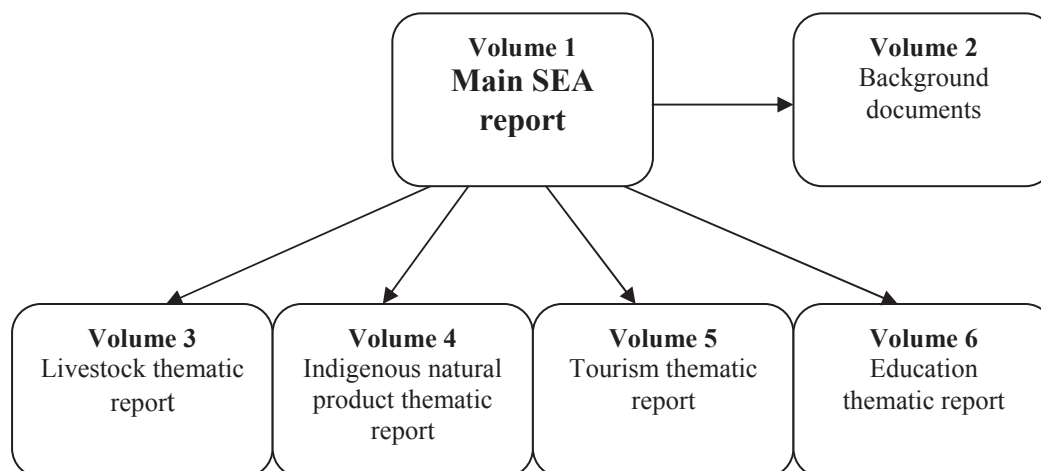 Volume 1
Main SEA
report
Volume 2
Background
documents
Volume 3
Livestock thematic
report
Volume 4
Indigenous natural
product thematic
report
Volume 5
Tourism thematic
report
Volume 6
Education
thematic report